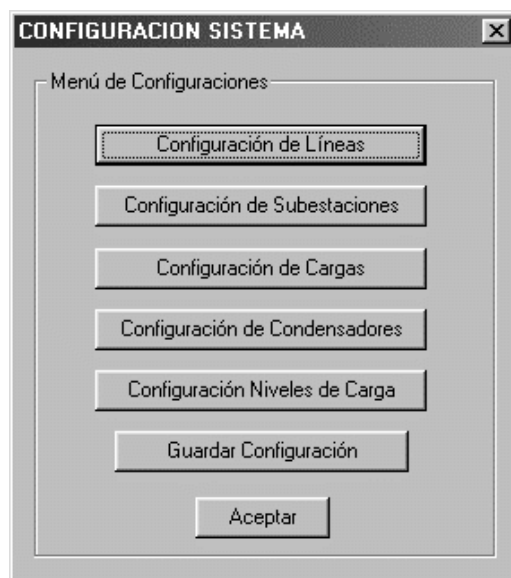 CONFIGURACION SISTEMA
Menú de Configuraciones
Configuración de Líneas
Configuración de Subestaciones
Configuración de Cargas
Configuración de Condensadores
Configuración Niveles de Carga
Guardar Configuración
Aceptar